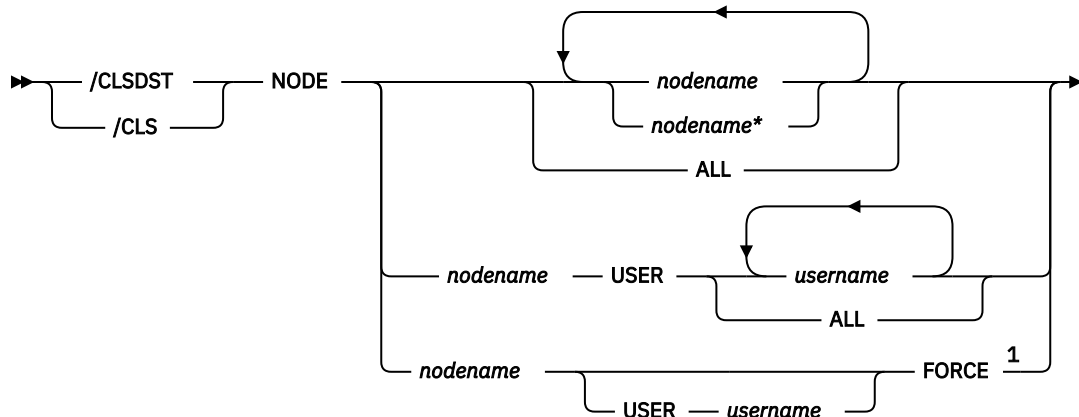 /CLSDST NODE nodename
/CLS nodename*
ALL
nodename USER username
ALL
nodename FORCE 1
USER username